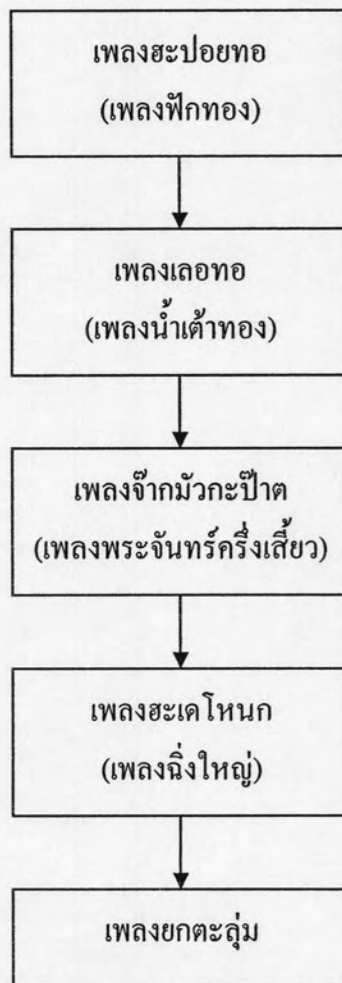 เพลงฮะปอยทอ
(เพลงฟักทอง)
เพลงเลอทอ
(เพลงน้ำเต้าทอง)
เพลงจ๊ากมัวกะป๊าต
(เพลงพระจันทร์ครึ่งเสี้ยว)
เพลงฮะเดโหนก
(เพลงฉิ่งใหญ่)
เพลงยกตะลุ่ม